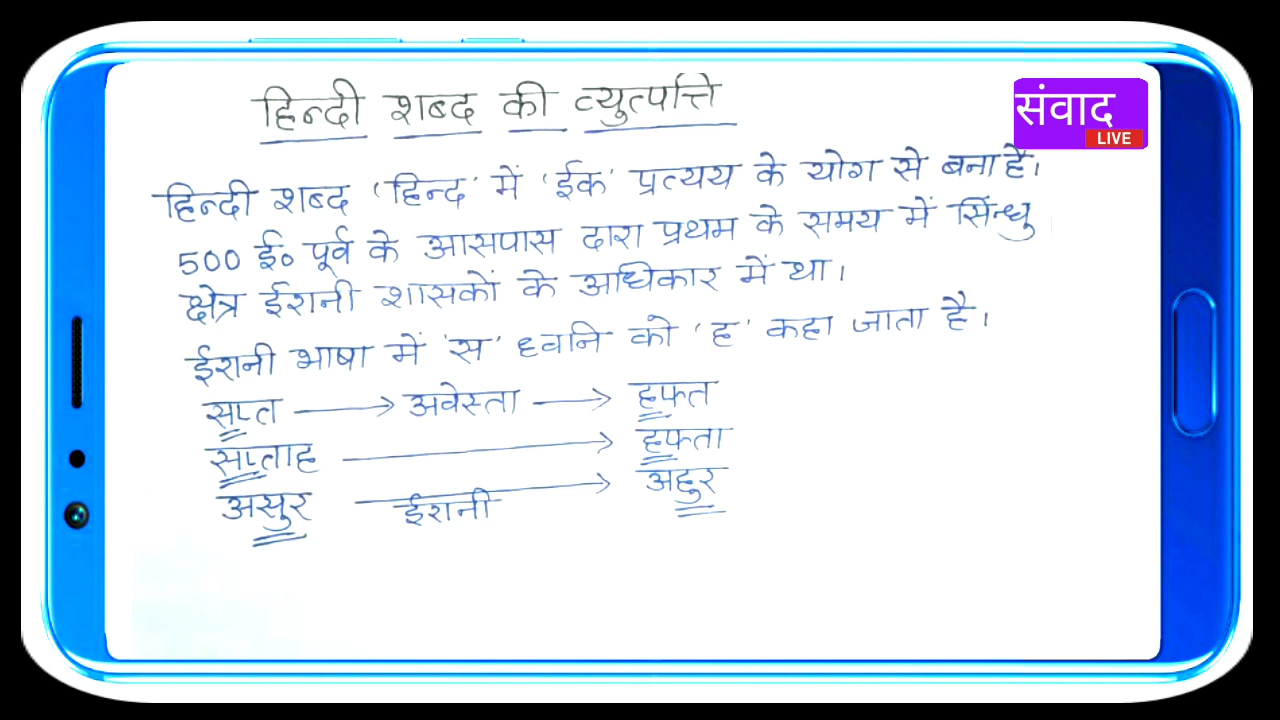 हिन्दी शब्द की व्युत्पत्ति
संवाद
LIVE
हिन्दी शब्द 'हिन्द' में 'ईक' प्रत्यय के योग से बना है।
500 ई० पूर्व के आसपास दारा प्रथम के समय में सिन्धु
क्षेत्र ईरानी शासकों के अधिकार में था।
ईरानी भाषा में 'स' ध्वनि को 'ह' कहा जाता है।
सप्त → अवेस्ता → हफ्त
सप्ताह → हफ्ता
असुर ईरानी → अहुर